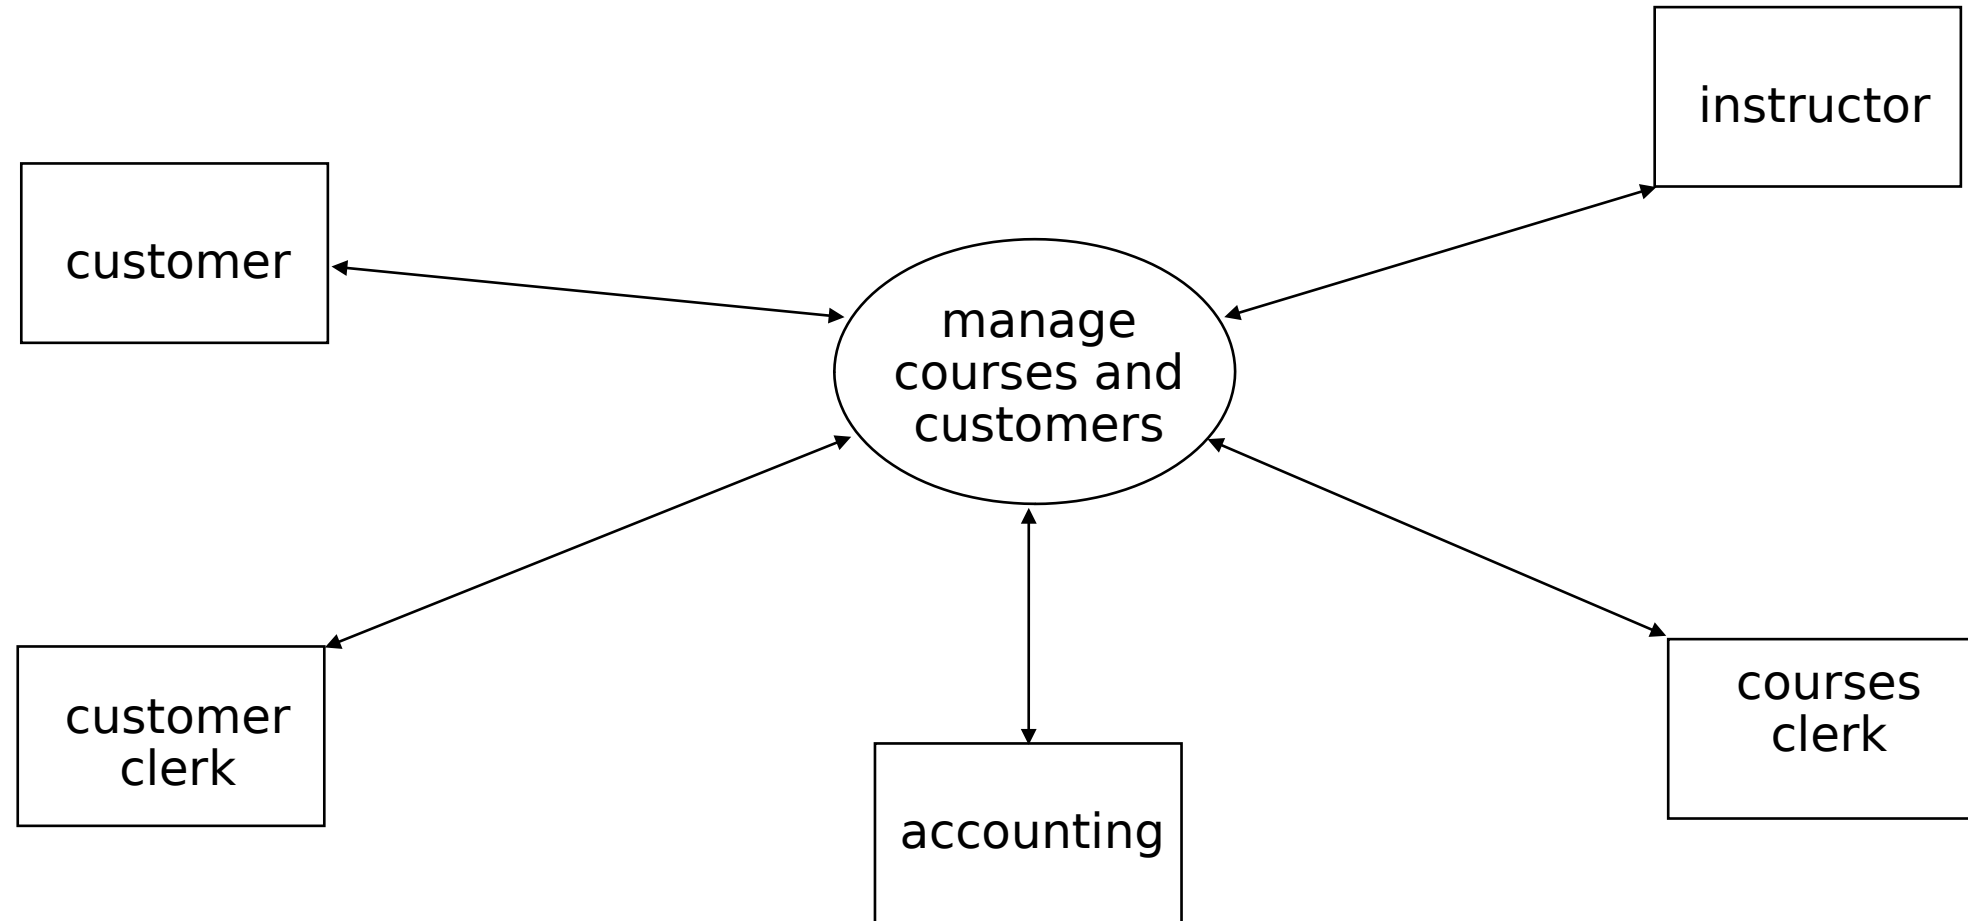 instructor
customer
manage
courses and
customers
customer
clerk
courses
clerk
accounting